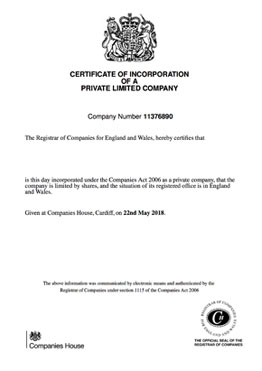 CERTIFICATE OF INCORPORATION
OF A
PRIVATE LIMITED COMPANY
Company Number 11376890
The Registrar of Companies for England and Wales, hereby certifies that
is this day incorporated under the Companies Act 2006 as a private company, that the
company is limited by shares, and the situation of its registered office is in England
and Wales.
Given at Companies House, Cardiff, on 22nd May 2018.
The above information was communicated by electronic means and authenticated by the
Registrar of Companies under section 1115 of the Companies Act 2006
Companies House
THE OFFICIAL SEAL OF THE
REGISTRAR OF COMPANIES